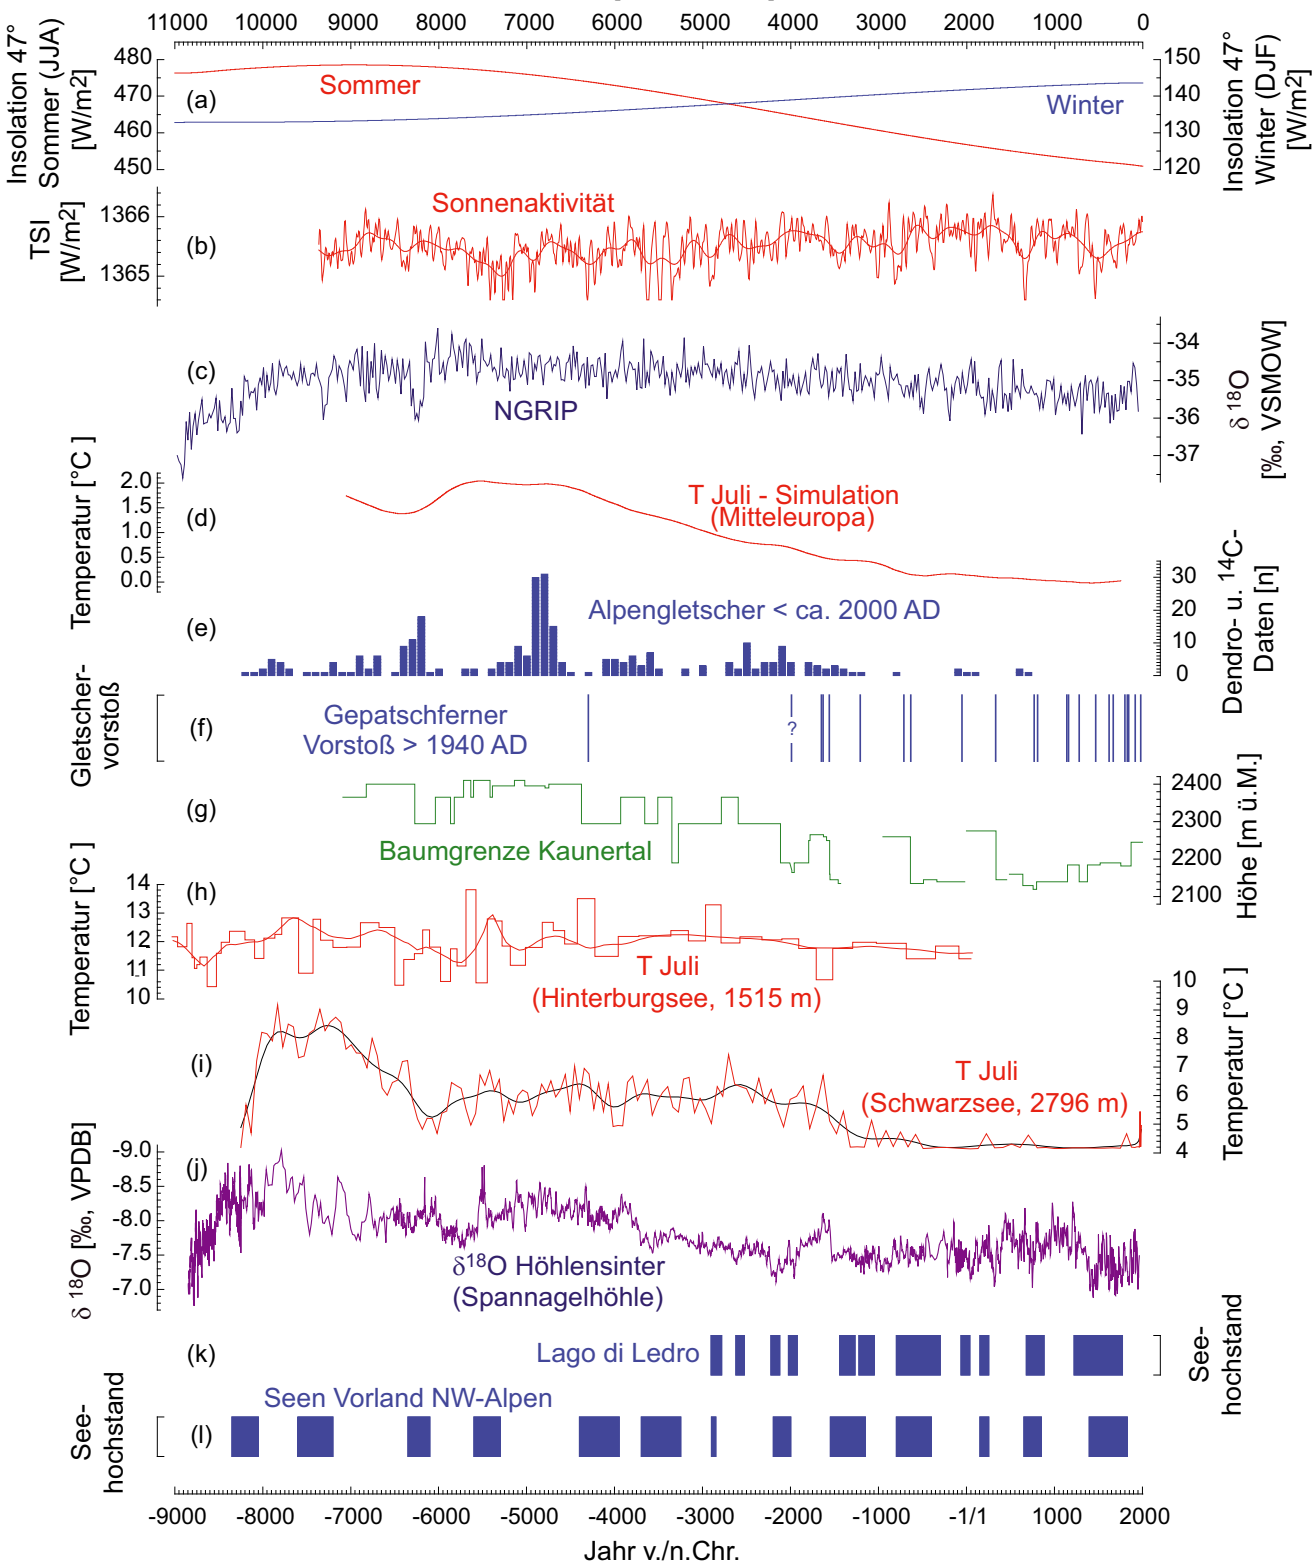 11000 10000 9000 8000 7000 6000 5000 4000 3000 2000 1000 0
Insolation 47°
Sommer (JJA)
[W/m2]
480
470
460
450
(a)
Sommer
Winter
150
140
130
120
Insolation 47°
Winter (DJF)
[W/m2]
TSI
[W/m2]
1366
1365
(b)
Sonnenaktivität
(c)
NGRIP
-34
-35
-36
-37
δ 18O
[‰, VSMOW]
Temperatur [°C ]
2.0
1.5
1.0
0.5
0.0
(d)
T Juli - Simulation
(Mitteleuropa)
(e)
Alpengletscher < ca. 2000 AD
30
20
10
0
Dendro- u. 14C-
Daten [n]
Gletscher-
vorstoß
(f)
Gepatschferner
Vorstoß > 1940 AD
?
(g)
Baumgrenze Kaunertal
2400
2300
2200
2100
Höhe [m ü.M.]
Temperatur [°C ]
14
13
12
11
10
(h)
T Juli
(Hinterburgsee, 1515 m)
(i)
T Juli
(Schwarzsee, 2796 m)
10
9
8
7
6
5
4
Temperatur [°C ]
δ 18O [‰, VPDB]
-9.0
-8.5
-8.0
-7.5
-7.0
(j)
δ18O Höhlensinter
(Spannagelhöhle)
(k)
Lago di Ledro
See-
hochstand
See-
hochstand
Seen Vorland NW-Alpen
(l)
-9000 -8000 -7000 -6000 -5000 -4000 -3000 -2000 -1000 -1/1 1000 2000
Jahr v./n.Chr.